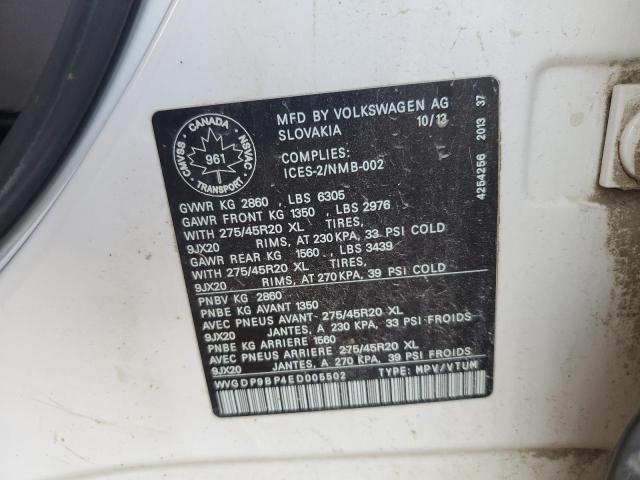 MFD BY VOLKSWAGEN AG
SLOVAKIA 10/13
COMPLIES:
ICES-2/NMB-002
CANADA
CMVSS 961 NSVAC
TRANSPORT
4254256 2013 37
GVWR KG 2860 , LBS 6305
GAWR FRONT KG 1350 , LBS 2976
WITH 275/45R20 XL TIRES,
9JX20 RIMS, AT 230 KPA, 33 PSI COLD
GAWR REAR KG 1560 , LBS 3439
WITH 275/45R20 XL TIRES,
9JX20 RIMS, AT 270 KPA, 39 PSI COLD
PNBV KG 2860
PNBE KG AVANT 1350
AVEC PNEUS AVANT - 275/45R20 XL
9JX20 JANTES, A 230 KPA, 33 PSI FROIDS
PNBE KG ARRIERE 1560
AVEC PNEUS ARRIERE 275/45R20 XL
9JX20 JANTES, A 270 KPA, 39 PSI FROIDS
WVGDP9BP4ED005502 TYPE: MPV/VTUM